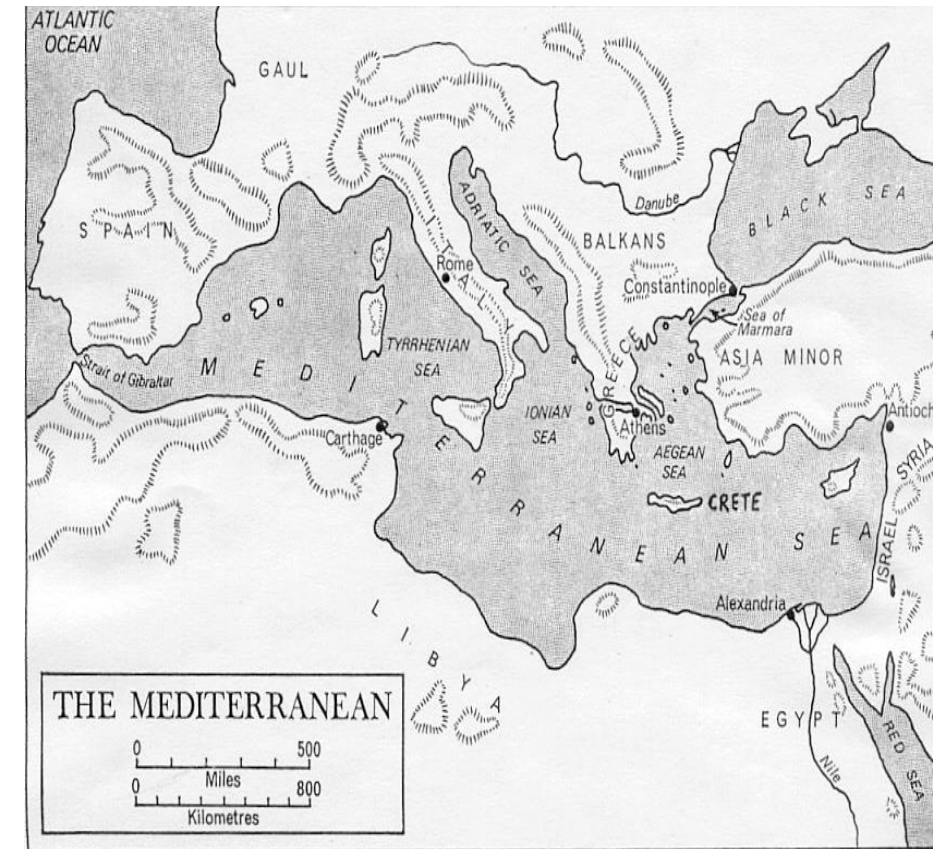 ATLANTIC
OCEAN
GAUL
SPAIN
ITALY
Rome
ADRIATIC SEA
BALKANS
Danube
BLACK SEA
Constantinople
Sea of
Marmara
ASIA MINOR
GREECE
Athens
TYRRHENIAN
SEA
IONIAN
SEA
AEGEAN
SEA
Strait of Gibraltar
MEDITERRANEAN SEA
Carthage
CRETE
Antioch
SYRIA
ISRAEL
Alexandria
LIBYA
EGYPT
Nile
RED SEA
THE MEDITERRANEAN
0 500
Miles
0 800
Kilometres